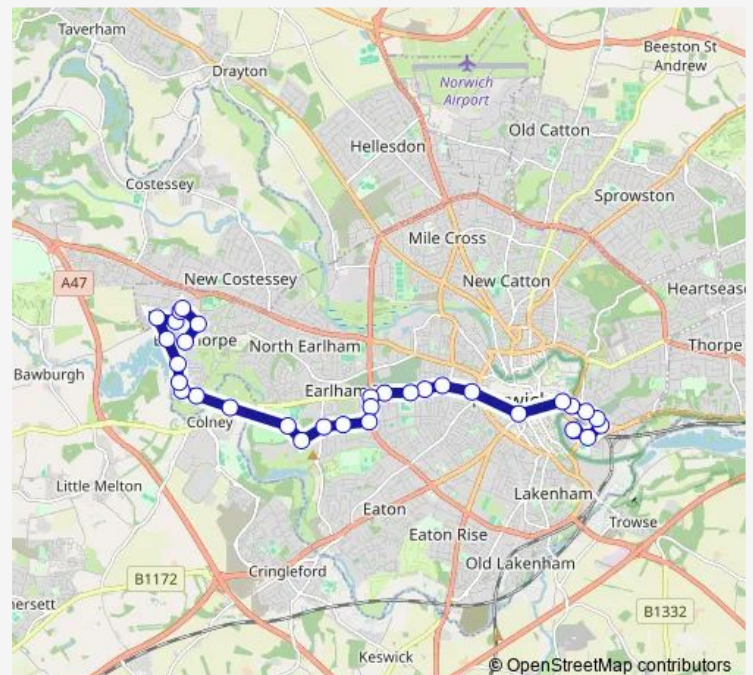 Taverham
Beeston St
Andrew
Drayton
Norwich
Airport
Old Catton
Hellesdon
Costessey
Sprowston
Mile Cross
New Costessey
A47
New Catton
Heartseas
Thorpe
North Earlham
Bawburgh
Earlham
Colney
Little Melton
Lakenham
Eaton
Trowse
Eaton Rise
Old Lakenham
Cringleford
B1172
B1332
Keswick
© OpenStreetMap contributors